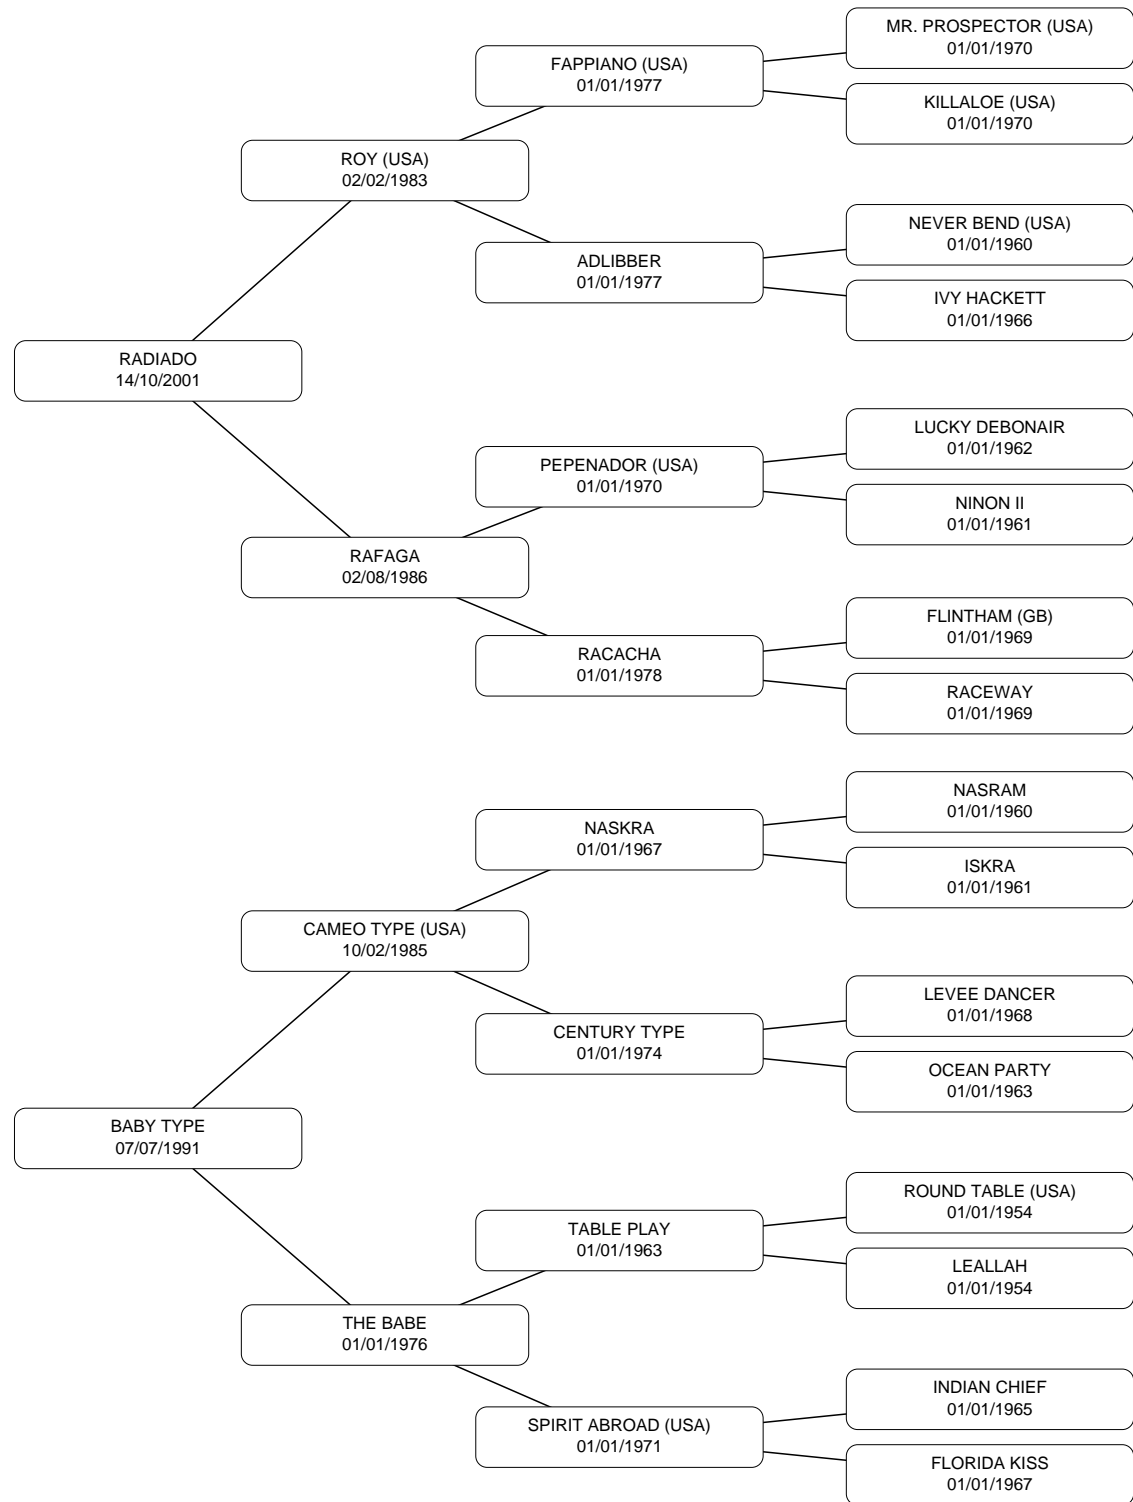 MR. PROSPECTOR (USA)
01/01/1970
FAPPIANO (USA)
01/01/1977
KILLALOE (USA)
01/01/1970
ROY (USA)
02/02/1983
NEVER BEND (USA)
01/01/1960
ADLIBBER
01/01/1977
IVY HACKETT
01/01/1966
RADIADO
14/10/2001
LUCKY DEBONAIR
01/01/1962
PEPENADOR (USA)
01/01/1970
NINON II
01/01/1961
RAFAGA
02/08/1986
FLINTHAM (GB)
01/01/1969
RACACHA
01/01/1978
RACEWAY
01/01/1969
NASRAM
01/01/1960
NASKRA
01/01/1967
ISKRA
01/01/1961
CAMEO TYPE (USA)
10/02/1985
LEVEE DANCER
01/01/1968
CENTURY TYPE
01/01/1974
OCEAN PARTY
01/01/1963
BABY TYPE
07/07/1991
ROUND TABLE (USA)
01/01/1954
TABLE PLAY
01/01/1963
LEALLAH
01/01/1954
THE BABE
01/01/1976
INDIAN CHIEF
01/01/1965
SPIRIT ABROAD (USA)
01/01/1971
FLORIDA KISS
01/01/1967